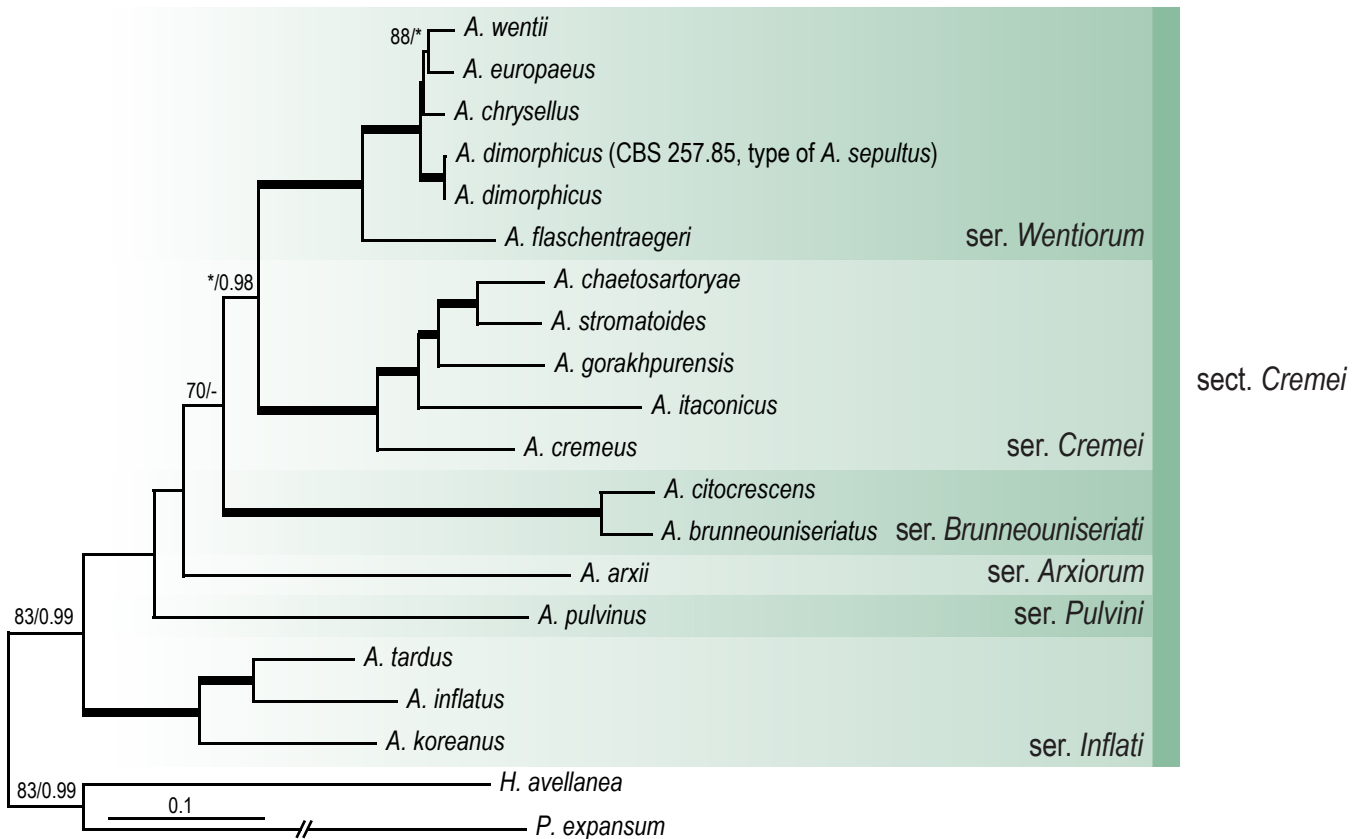 88/*
A. wentii
A. europaeus
A. chrysellus
A. dimorphicus (CBS 257.85, type of A. sepultus)
A. dimorphicus
A. flaschentraegeri
ser. Wentiorum
*/0.98
A. chaetosartoryae
A. stromatoides
A. gorakhpurensis
sect. Cremei
70/-
A. itaconicus
A. cremeus
ser. Cremei
A. citocrescens
A. brunneouniseriatus
ser. Brunneouniseriati
A. arxii
ser. Arxiorum
83/0.99
A. pulvinus
ser. Pulvini
A. tardus
A. inflatus
A. koreanus
ser. Inflati
83/0.99
H. avellanea
0.1
P. expansum